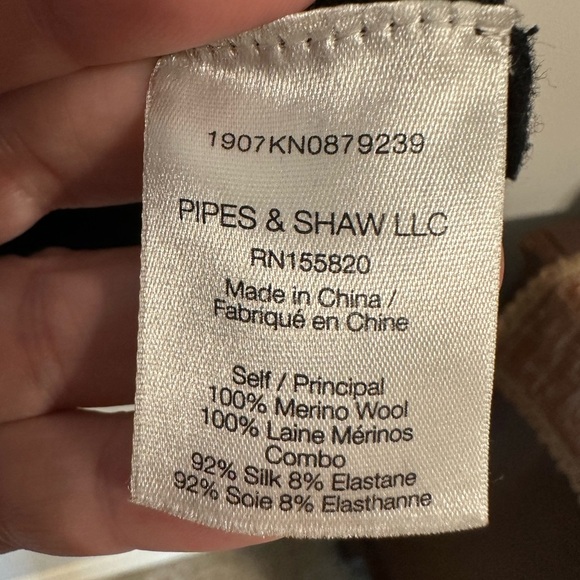 1907KN0879239
PIPES & SHAW LLC
RN155820
Made in China /
Fabriqué en Chine
Self / Principal
100% Merino Wool
100% Laine Mérinos
Combo
92% Silk 8% Elastane
92% Soie 8% Elasthanne